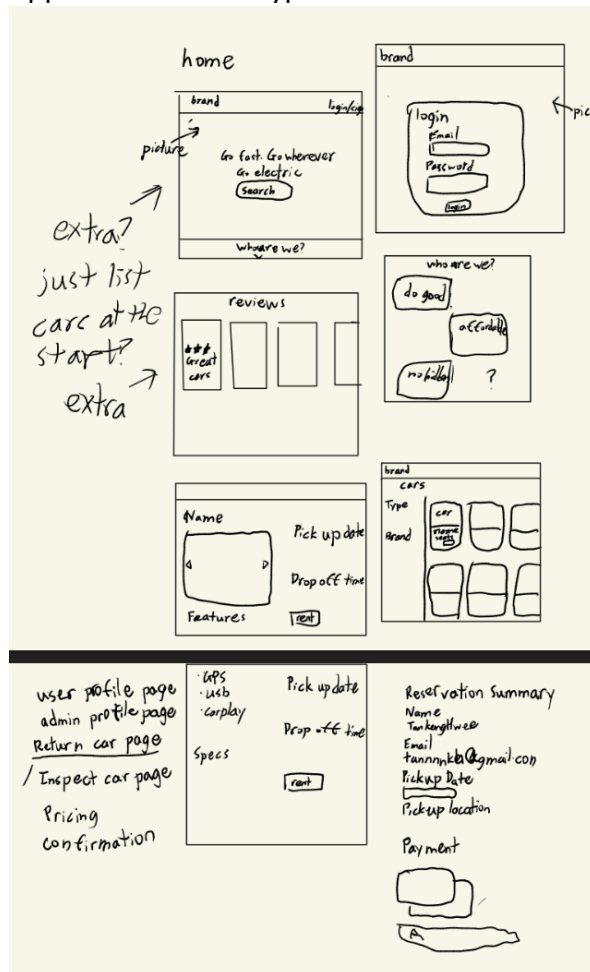 home
brand
login/sign
picture
Go fast. Go wherever
Go electric
Search
who are we?
brand
pic
login
Email
Password
login
extra?
just list
cars at the
start?
extra
reviews
Great
cars
who are we?
do good
affordable
no hidden
?
Name
Pick up date
Drop off time
Features
rent
brand
cars
Type
Brand
car
name
user profile page
admin profile page
Return car page
/ Inspect car page
Pricing
confirmation
·GPS
·usb
·Carplay
Specs
Pick up date
Drop off time
rent
Reservation Summary
Name
Email
Pickup Date
Pickup location
Payment